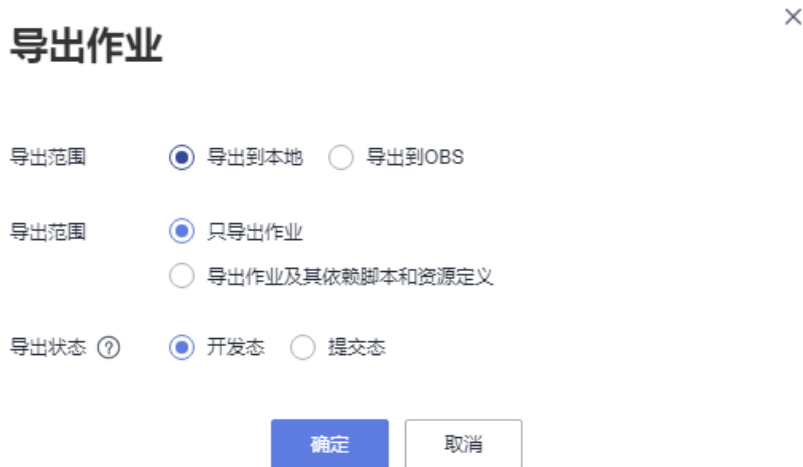 导出作业
导出范围 导出到本地 导出到OBS
导出范围 只导出作业
导出作业及其依赖脚本和资源定义
导出状态 ? 开发态 提交态
确定 取消